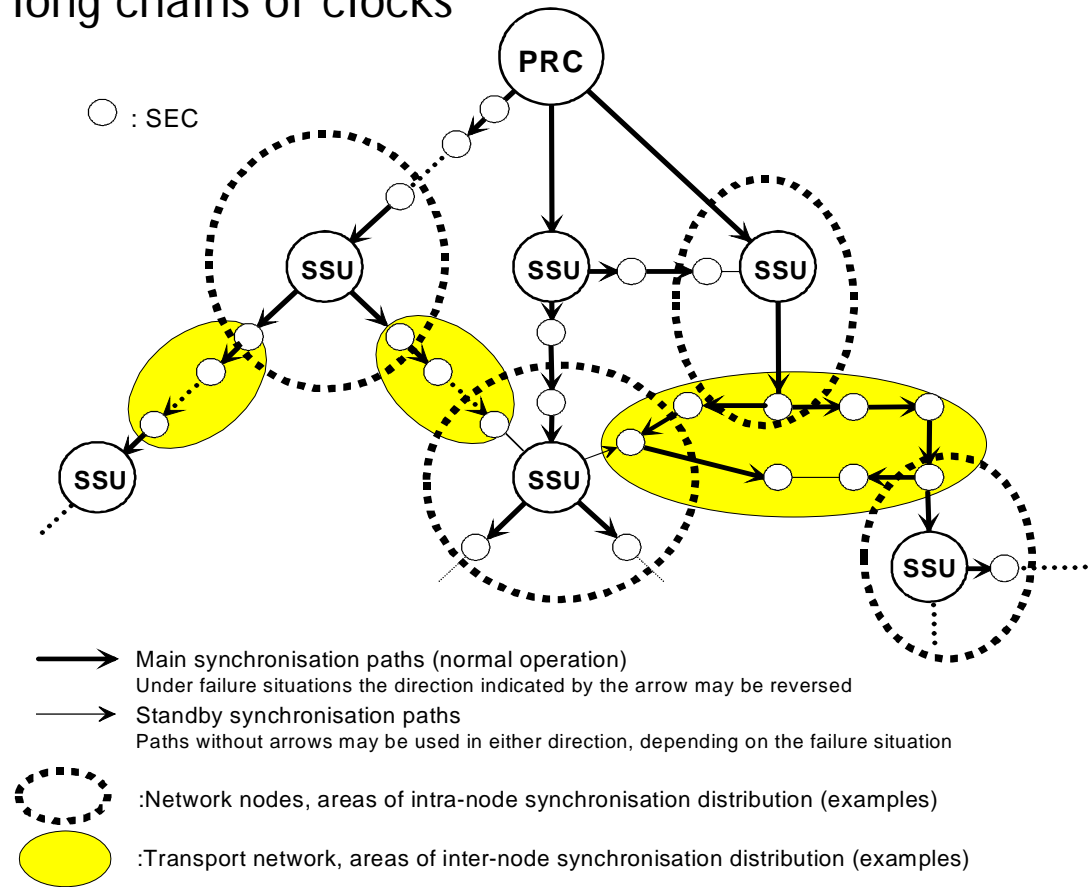 long chains of clocks
PRC
: SEC
SSU
SSU
SSU
SSU
SSU
SSU
Main synchronisation paths (normal operation)
Under failure situations the direction indicated by the arrow may be reversed
Standby synchronisation paths
Paths without arrows may be used in either direction, depending on the failure situation
:Network nodes, areas of intra-node synchronisation distribution (examples)
:Transport network, areas of inter-node synchronisation distribution (examples)